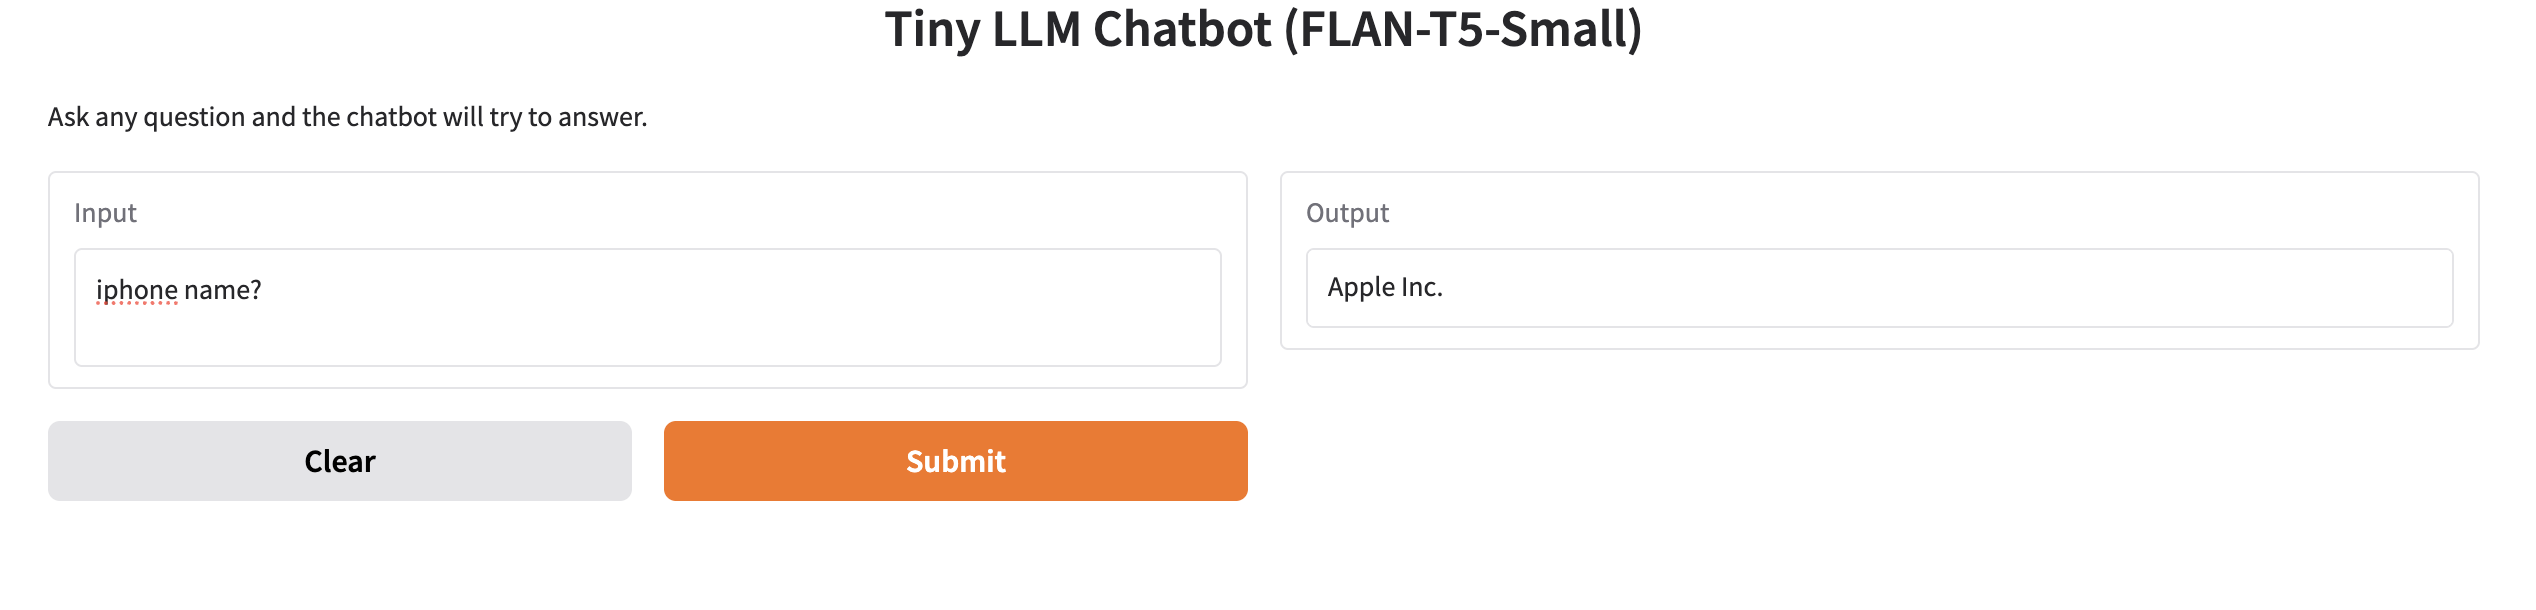 Tiny LLM Chatbot (FLAN-T5-Small)
Ask any question and the chatbot will try to answer.
Input
iphone name?
Output
Apple Inc.
Clear
Submit